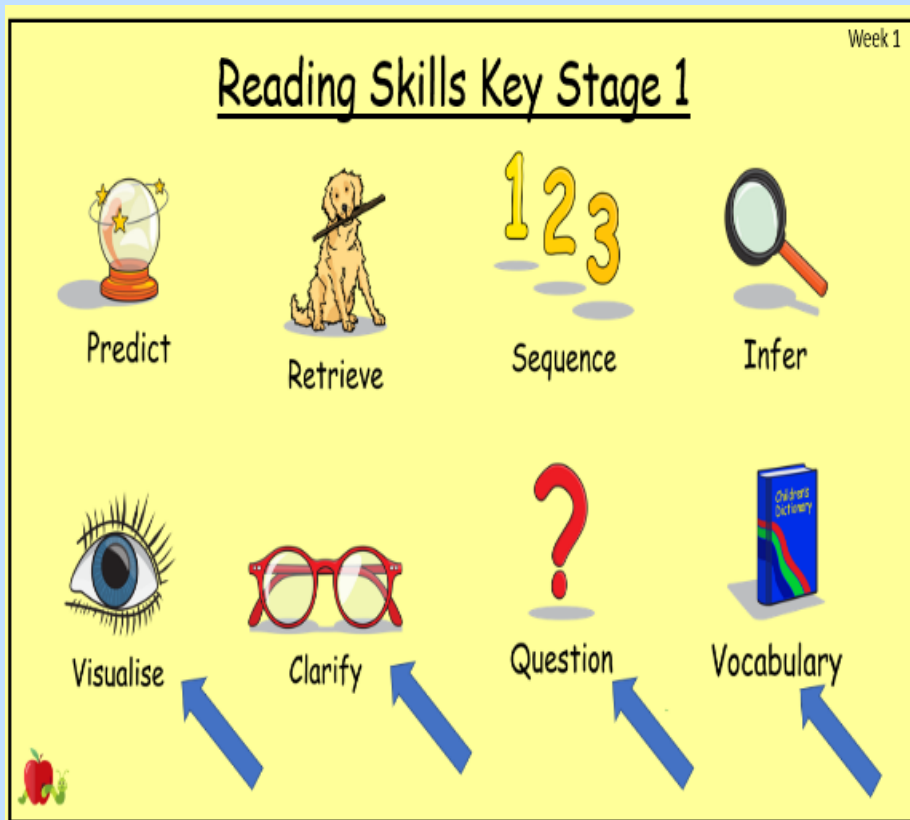 Week 1
Reading Skills Key Stage 1
Predict
Retrieve
Sequence
Infer
1
2
3
Children's
Dictionary
Visualise
Clarify
?
Question
Vocabulary